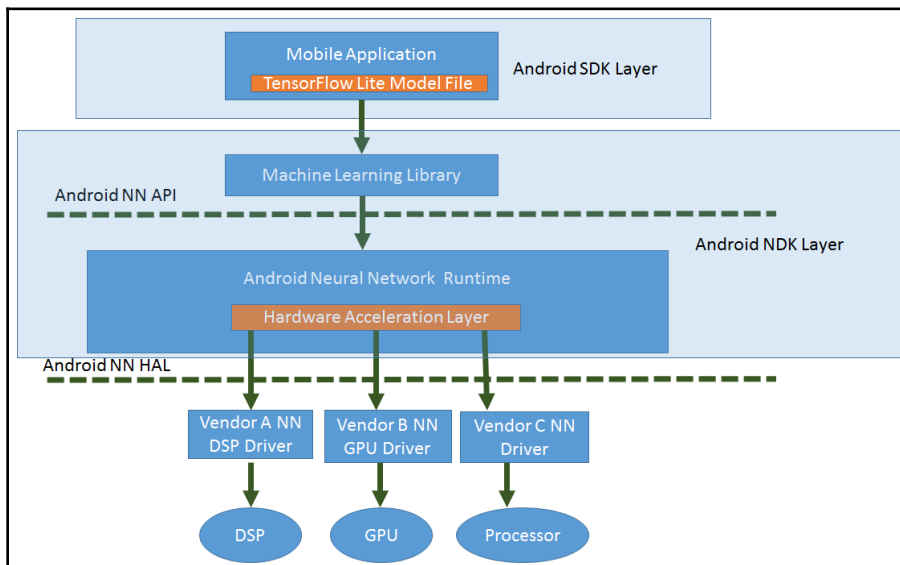 Mobile Application
TensorFlow Lite Model File
Android SDK Layer
Machine Learning Library
Android NN API
Android NDK Layer
Android Neural Network Runtime
Hardware Acceleration Layer
Android NN HAL
Vendor A NN
DSP Driver
Vendor B NN
GPU Driver
Vendor C NN
Driver
DSP
GPU
Processor